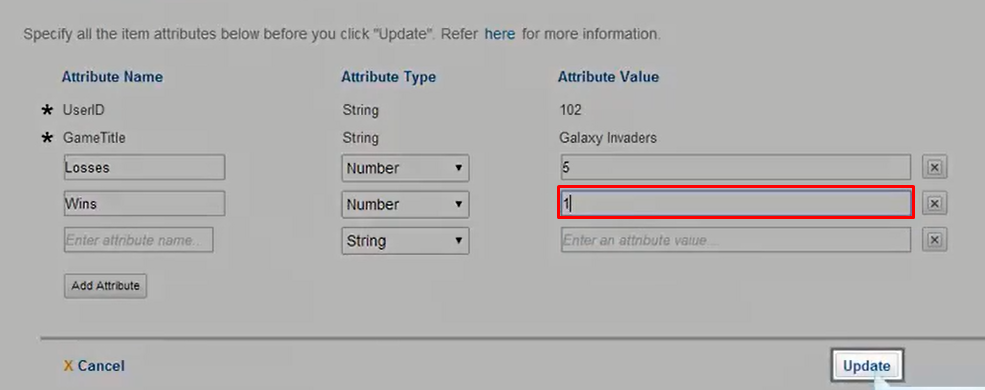 Specify all the item attributes below before you click "Update". Refer here for more information.
Attribute Name Attribute Type Attribute Value
* UserID String 102
* GameTitle String Galaxy Invaders
Losses Number 5
Wins Number 1
Enter attribute name... String Enter an attribute value...
Add Attribute
X Cancel Update